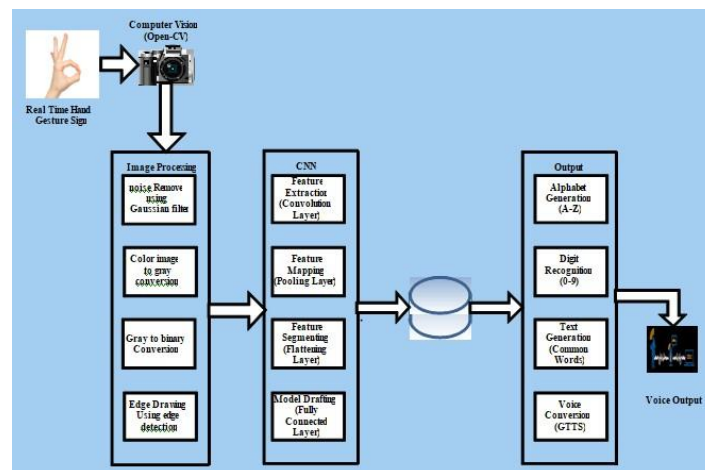 Computer Vision
(Open-CV)
Real Time Hand
Gesture Sign
Image Procesing
noise Remove
using
Gaussian filter
Color image
to gray
conversion
Gray to binary
Conversion
Edge Drawing
Using edge
detection
CNN
Feature
Extraction
(Convolution
Layer)
Feature
Mapping
(Pooling Layer)
Feature
Segmenting
(Flattening
Layer)
Model Drafting
(Fully
Connected
Layer)
Output
Alphabet
Generation
(A-Z)
Digit
Recognition
(0-9)
Text
Generation
(Common
Words)
Voice
Conversion
(GTTS)
Voice Output